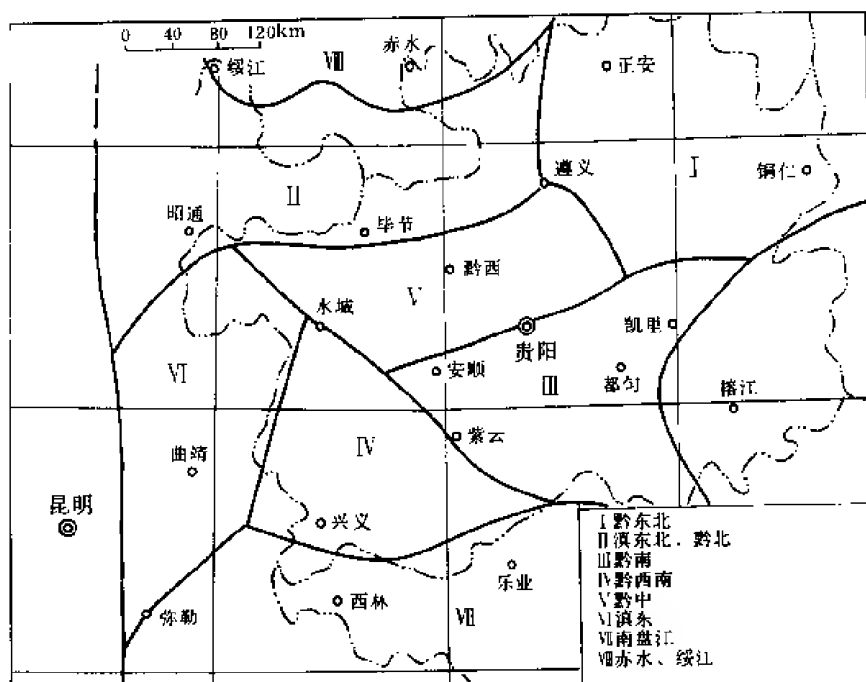 0 40 80 120km
Ⅷ
赤水
绥江
正安
遵义
Ⅰ
铜仁
Ⅱ
昭通
毕节
黔西
Ⅴ
水城
贵阳
凯里
安顺
Ⅵ
Ⅲ
都匀
榕江
紫云
曲靖
Ⅳ
昆明
兴义
乐业
西林
弥勒
Ⅶ
Ⅰ黔东北
Ⅱ滇东北、黔北
Ⅲ黔南
Ⅳ黔西南
Ⅴ黔中
Ⅵ滇东
Ⅶ南盘江
Ⅷ赤水、绥江